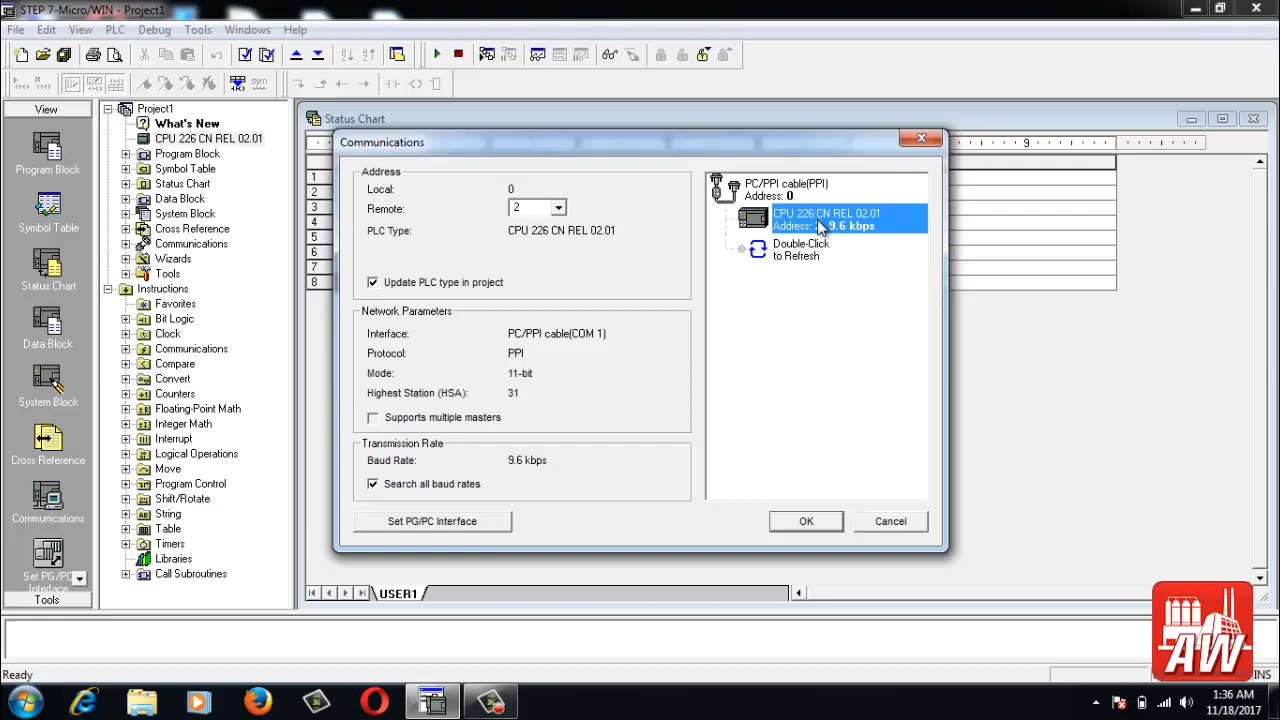 STEP 7-Micro/WIN - Project1
File Edit View PLC Debug Tools Windows Help
View
Program Block
Symbol Table
Status Chart
Data Block
System Block
Cross Reference
Communications
Set PG/PC
Interface
Tools
Project1
What's New
CPU 226 CN REL 02.01
Program Block
Symbol Table
Status Chart
Data Block
System Block
Cross Reference
Communications
Wizards
Tools
Instructions
Favorites
Bit Logic
Clock
Communications
Compare
Convert
Counters
Floating-Point Math
Integer Math
Interrupt
Logical Operations
Move
Program Control
Shift/Rotate
String
Table
Timers
Libraries
Call Subroutines
Status Chart
9
1
2
3
4
5
6
7
8
Communications
Address
Local: 0
Remote: 2
PLC Type: CPU 226 CN REL 02.01
Update PLC type in project
Network Parameters
Interface: PC/PPI cable(COM 1)
Protocol: PPI
Mode: 11-bit
Highest Station (HSA): 31
Supports multiple masters
Transmission Rate
Baud Rate: 9.6 kbps
Search all baud rates
Set PG/PC Interface
PC/PPI cable(PPI)
Address: 0
CPU 226 CN REL 02.01
Address: 9.6 kbps
Double-Click
to Refresh
OK Cancel
USER1
AW
Ready
INS
1:36 AM
11/18/2017